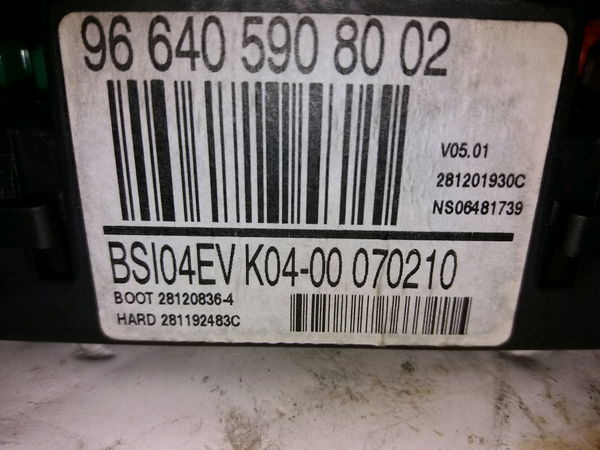 96 640 590 80 02
V05.01
281201930C
NS06481739
BSI04EV K04-00 070210
BOOT 28120836-4
HARD 281192483C